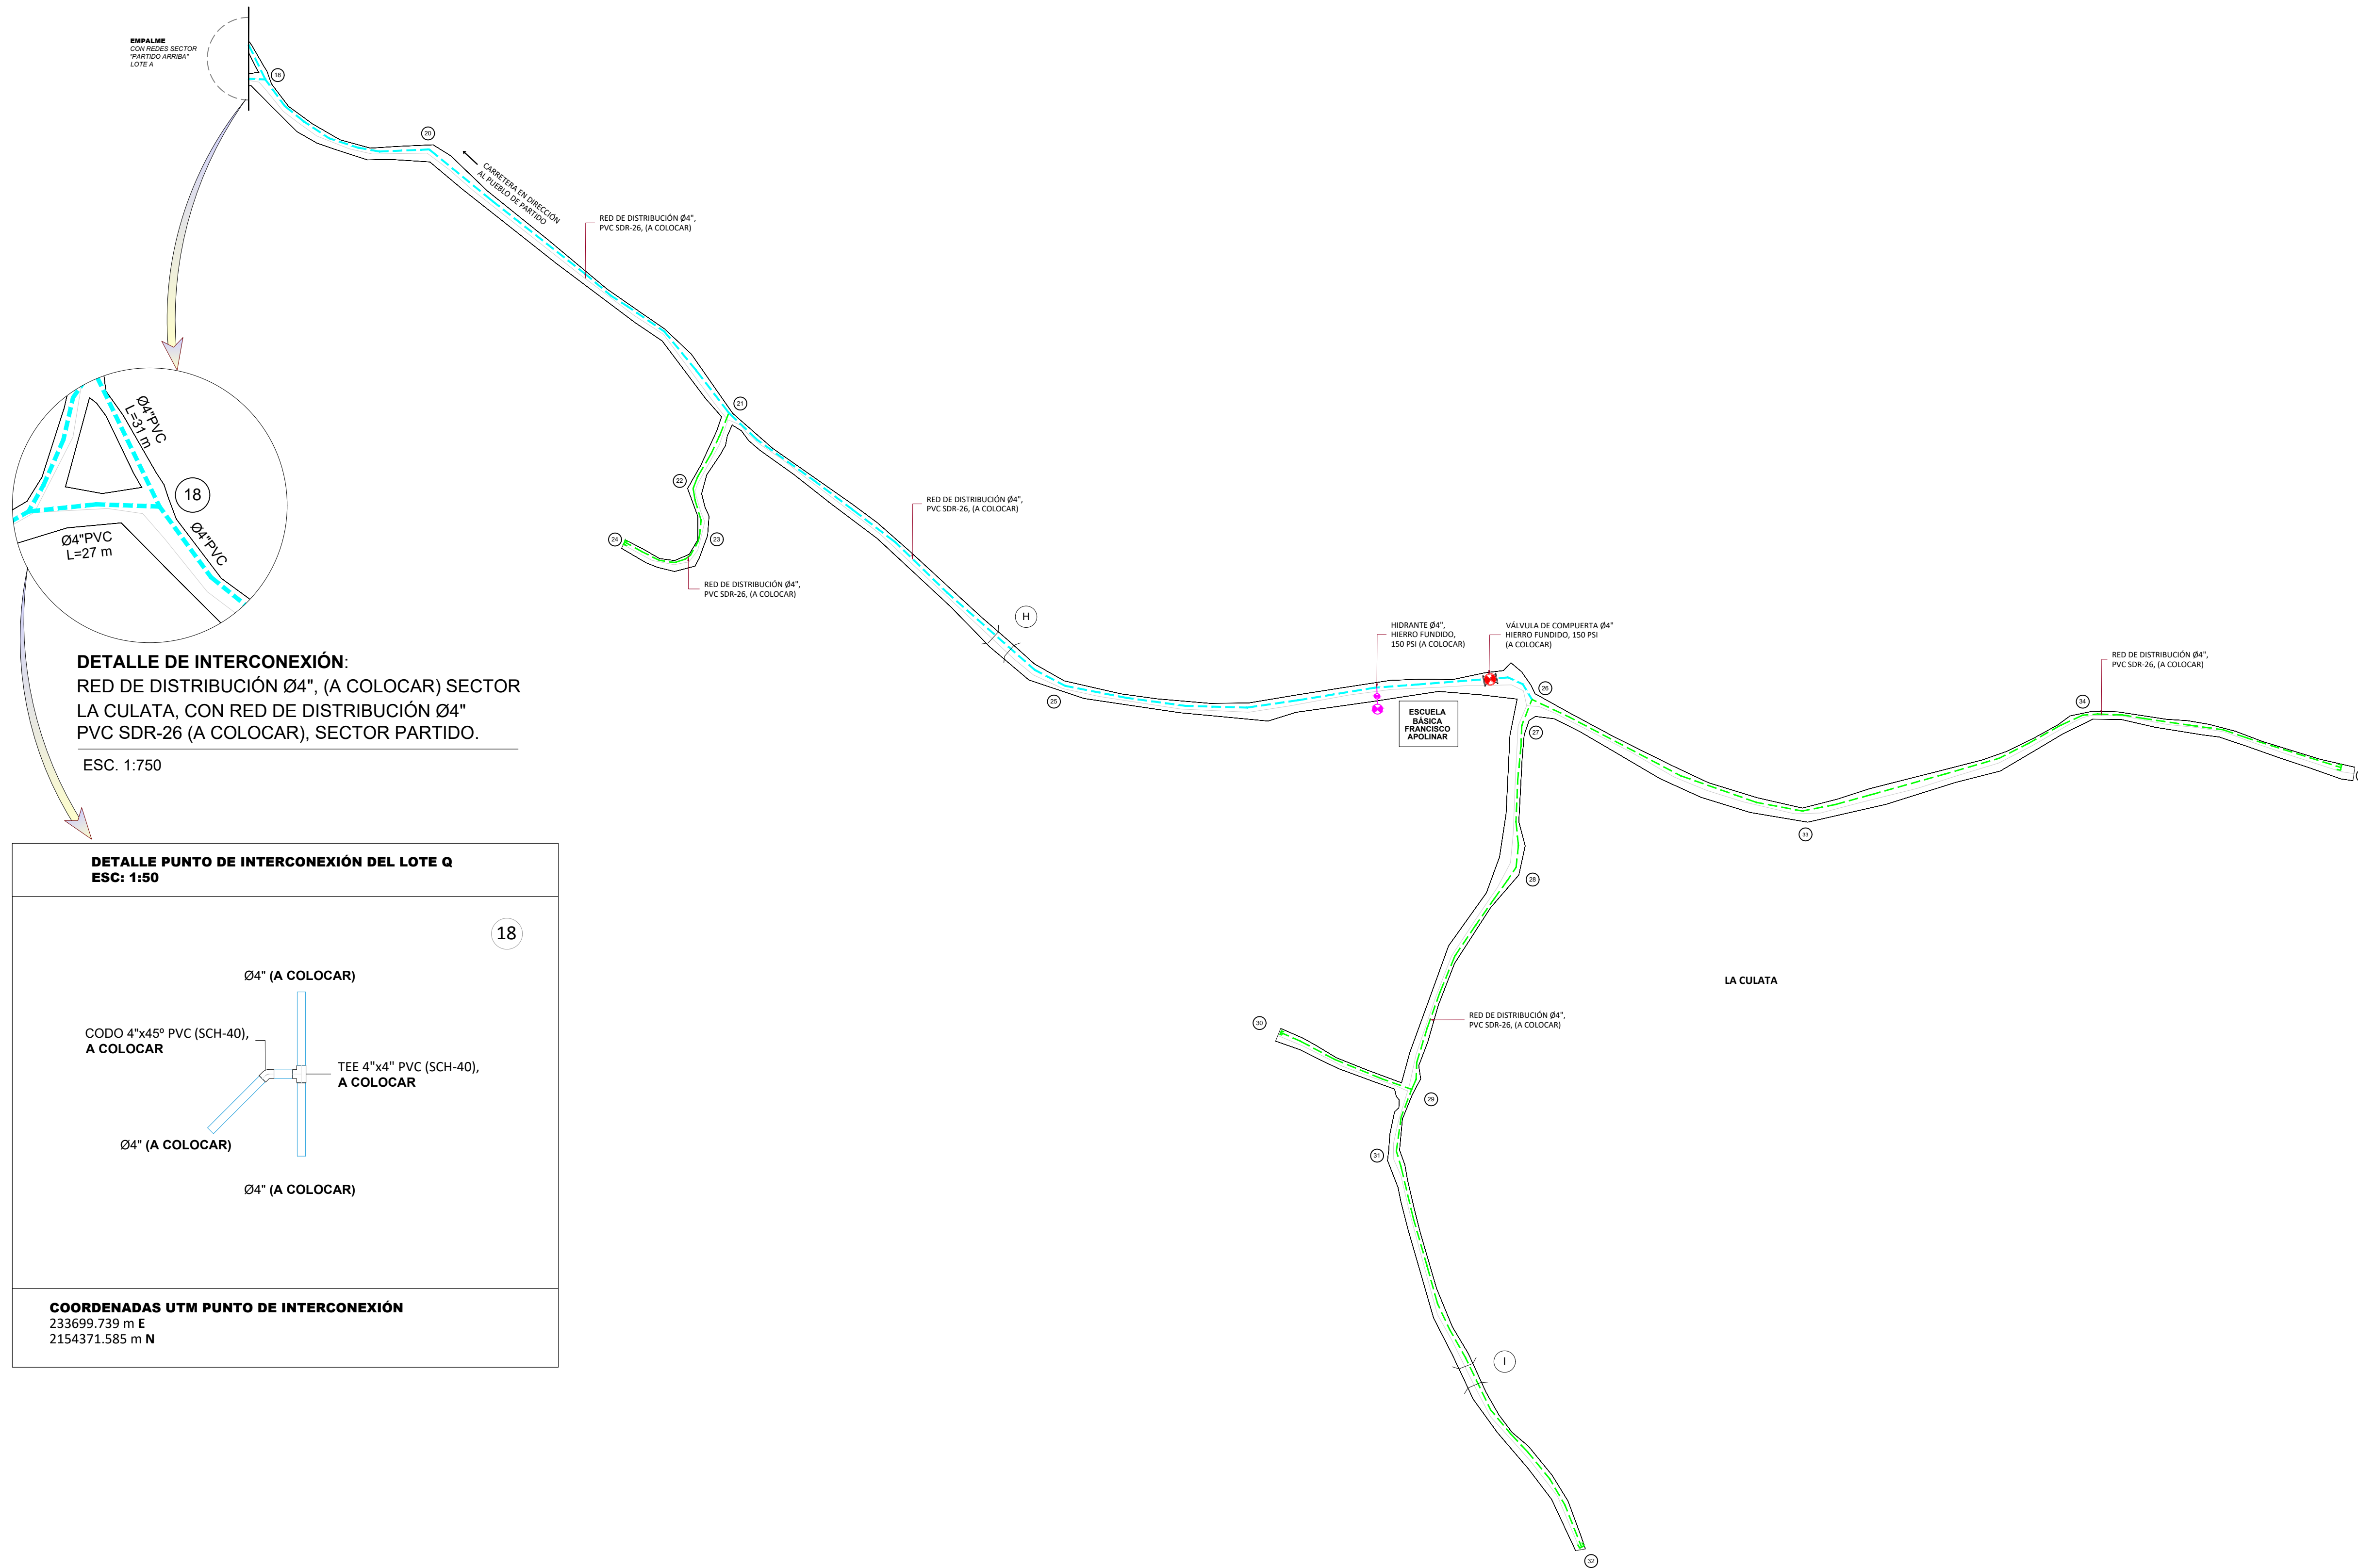 EMPALME
CON REDES SECTOR
"PARTIDO ARRIBA"
LOTE A
18
20
CARRETERA EN DIRECCIÓN
AL PUEBLO DE PARTIDO
RED DE DISTRIBUCIÓN Ø4",
PVC SDR-26, (A COLOCAR)
21
22
24
23
RED DE DISTRIBUCIÓN Ø4",
PVC SDR-26, (A COLOCAR)
RED DE DISTRIBUCIÓN Ø4",
PVC SDR-26, (A COLOCAR)
H
25
HIDRANTE Ø4",
HIERRO FUNDIDO,
150 PSI (A COLOCAR)
VÁLVULA DE COMPUERTA Ø4"
HIERRO FUNDIDO, 150 PSI
(A COLOCAR)
ESCUELA
BÁSICA
FRANCISCO
APOLINAR
26
27
RED DE DISTRIBUCIÓN Ø4",
PVC SDR-26, (A COLOCAR)
34
33
28
LA CULATA
RED DE DISTRIBUCIÓN Ø4",
PVC SDR-26, (A COLOCAR)
30
29
31
I
32
Ø4"PVC
L=31 m
18
Ø4"PVC
Ø4"PVC
L=27 m
DETALLE DE INTERCONEXIÓN:
RED DE DISTRIBUCIÓN Ø4", (A COLOCAR) SECTOR
LA CULATA, CON RED DE DISTRIBUCIÓN Ø4"
PVC SDR-26 (A COLOCAR), SECTOR PARTIDO.
ESC. 1:750
DETALLE PUNTO DE INTERCONEXIÓN DEL LOTE Q
ESC: 1:50
18
Ø4" (A COLOCAR)
CODO 4"x45º PVC (SCH-40),
A COLOCAR
TEE 4"x4" PVC (SCH-40),
A COLOCAR
Ø4" (A COLOCAR)
Ø4" (A COLOCAR)
COORDENADAS UTM PUNTO DE INTERCONEXIÓN
233699.739 m E
2154371.585 m N